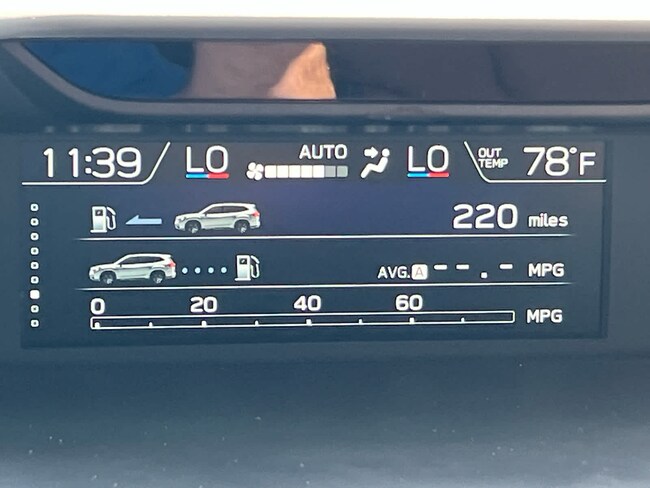 11:39 LO AUTO LO OUT TEMP 78°F
220 miles
AVG. A --.- MPG
0 20 40 60
MPG